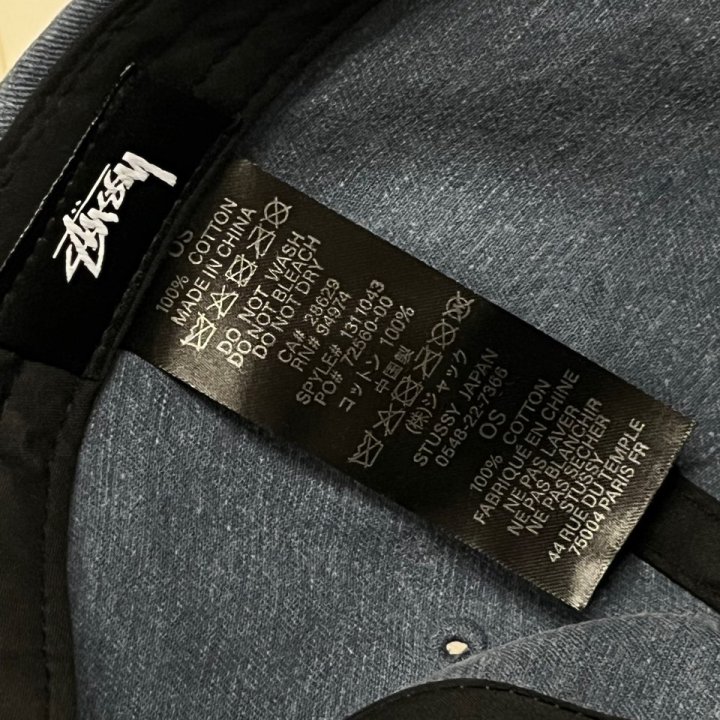 STÜSSY
OS
100% COTTON
MADE IN CHINA
DO NOT WASH
DO NOT BLEACH
DO NOT DRY
CA# 28629
RN# 94974
SPYLE# 1311043
PO# 72560-00
コットン 100%
中国製
(株)ジャック
STUSSY JAPAN
0548-22-7366
OS
100% COTTON
FABRIQUE EN CHINE
NE PAS LAVER
NE PAS BLANCHIR
NE PAS SECHER
STUSSY
44 RUE DU TEMPLE
75004 PARIS FR